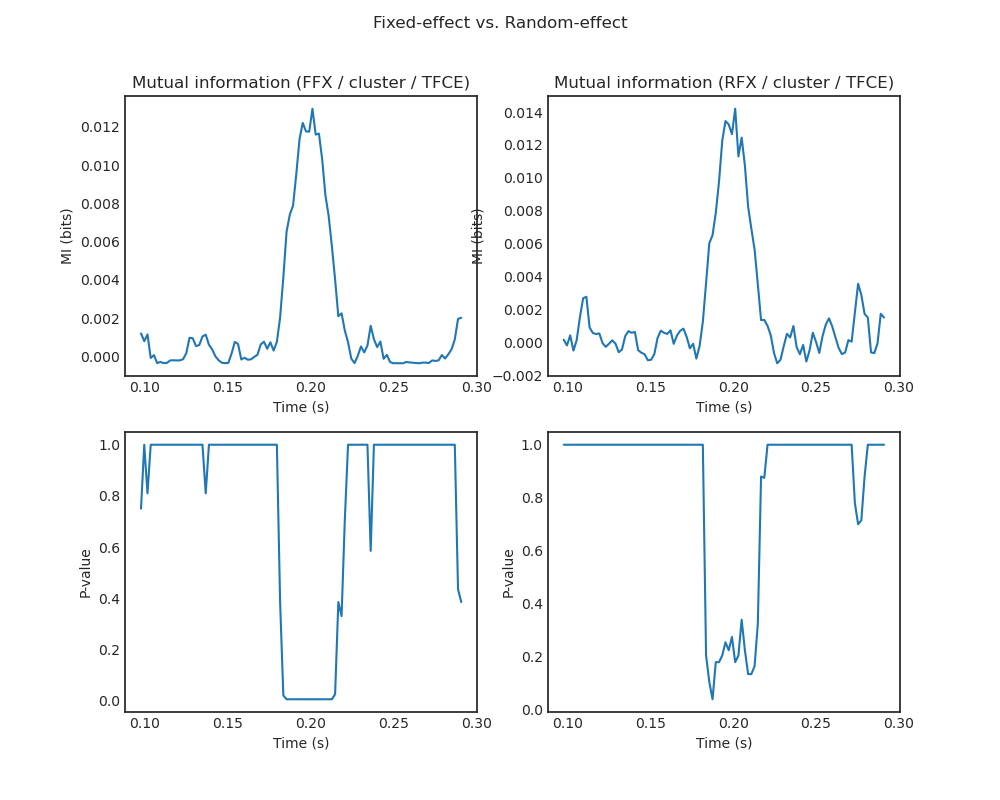 Fixed-effect vs. Random-effect
Mutual information (FFX / cluster / TFCE)
MI (bits)
0.012
0.010
0.008
0.006
0.004
0.002
0.000
0.10 0.15 0.20 0.25 0.30
Time (s)
Mutual information (RFX / cluster / TFCE)
MI (bits)
0.014
0.012
0.010
0.008
0.006
0.004
0.002
0.000
−0.002
0.10 0.15 0.20 0.25 0.30
Time (s)
P-value
1.0
0.8
0.6
0.4
0.2
0.0
0.10 0.15 0.20 0.25 0.30
Time (s)
P-value
1.0
0.8
0.6
0.4
0.2
0.0
0.10 0.15 0.20 0.25 0.30
Time (s)